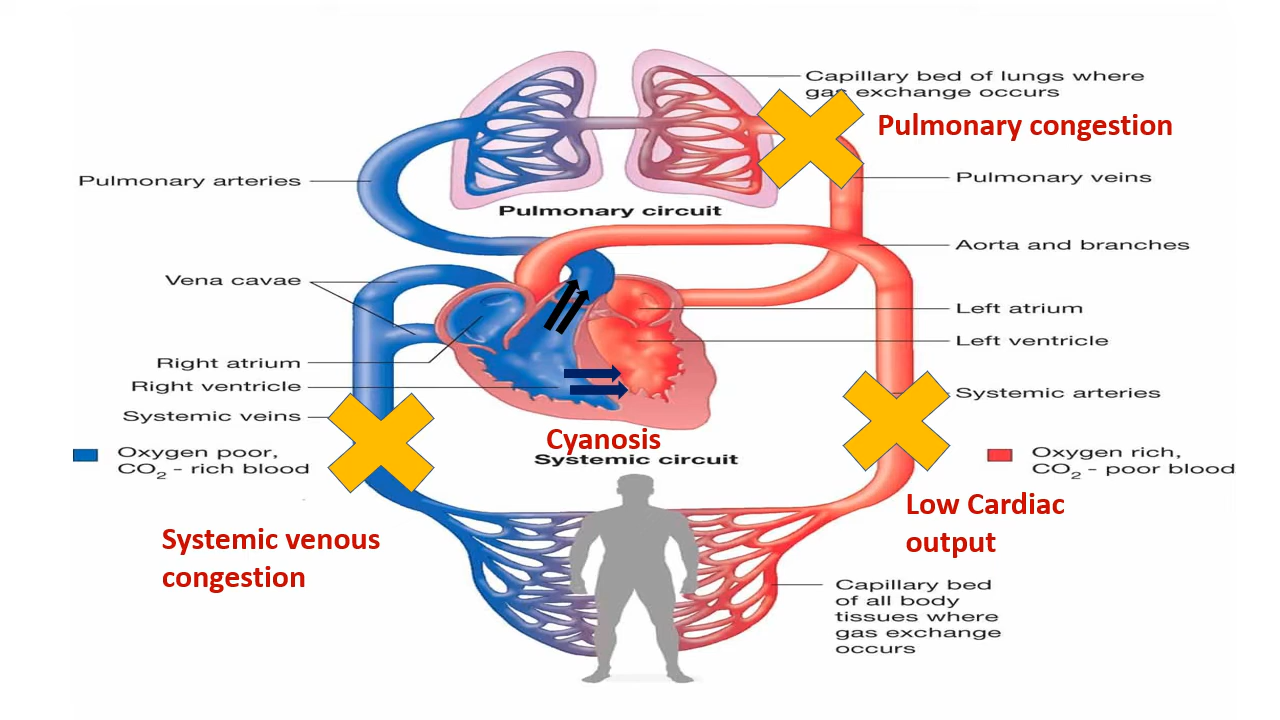 Capillary bed of lungs where
gas exchange occurs
Pulmonary congestion
Pulmonary arteries
Pulmonary veins
Pulmonary circuit
Aorta and branches
Vena cavae
Left atrium
Left ventricle
Right atrium
Right ventricle
Systemic arteries
Systemic veins
Cyanosis
Systemic circuit
Oxygen poor,
CO2 - rich blood
Oxygen rich,
CO2 - poor blood
Low Cardiac
output
Systemic venous
congestion
Capillary bed
of all body
tissues where
gas exchange
occurs